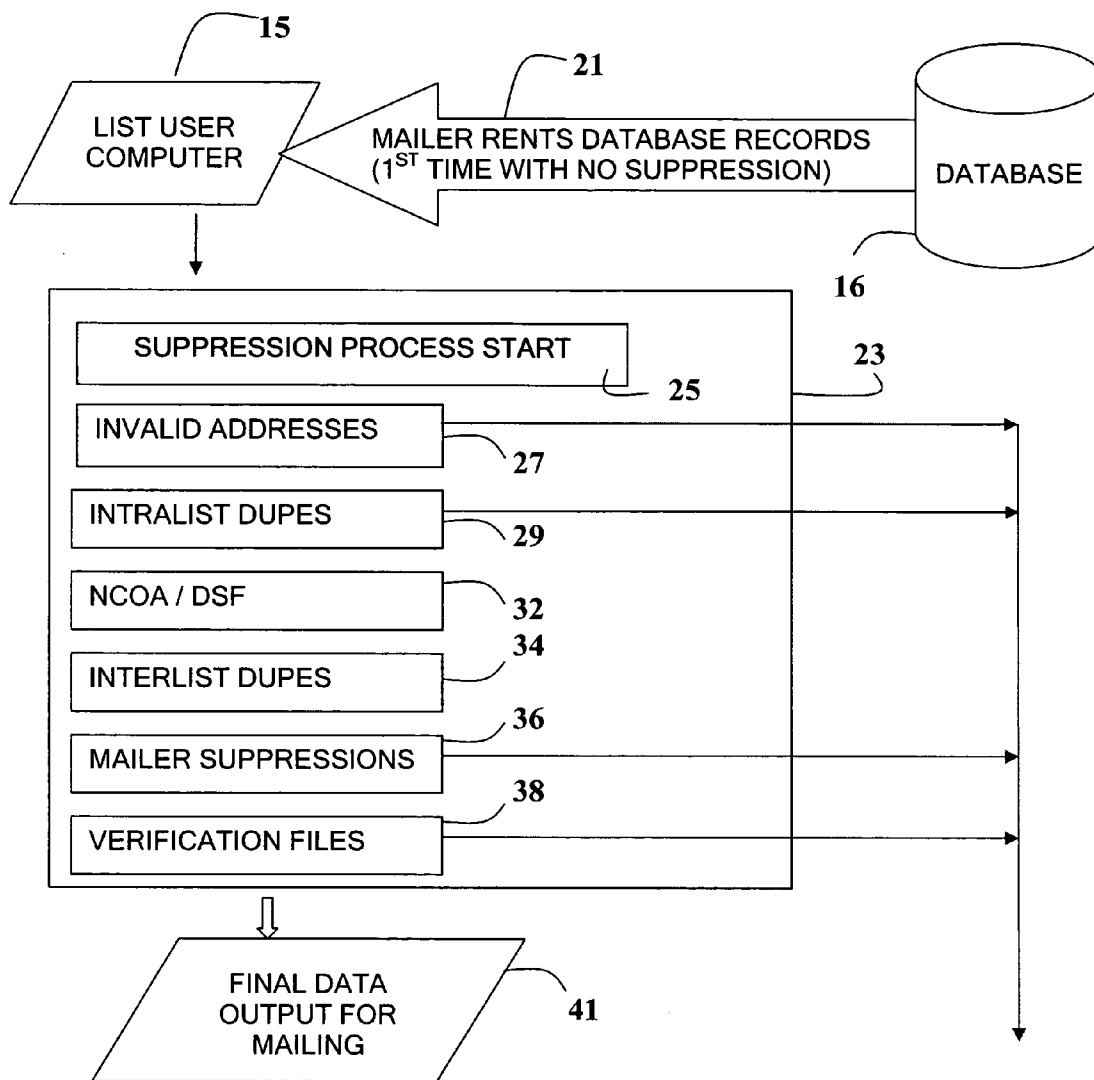 15
LIST USER
COMPUTER
21
MAILER RENTS DATABASE RECORDS
(1ST TIME WITH NO SUPPRESSION)
DATABASE
16
SUPPRESSION PROCESS START
25
23
INVALID ADDRESSES
27
INTRALIST DUPES
29
NCOA / DSF
32
34
INTERLIST DUPES
36
MAILER SUPPRESSIONS
38
VERIFICATION FILES
FINAL DATA
OUTPUT FOR
MAILING
41